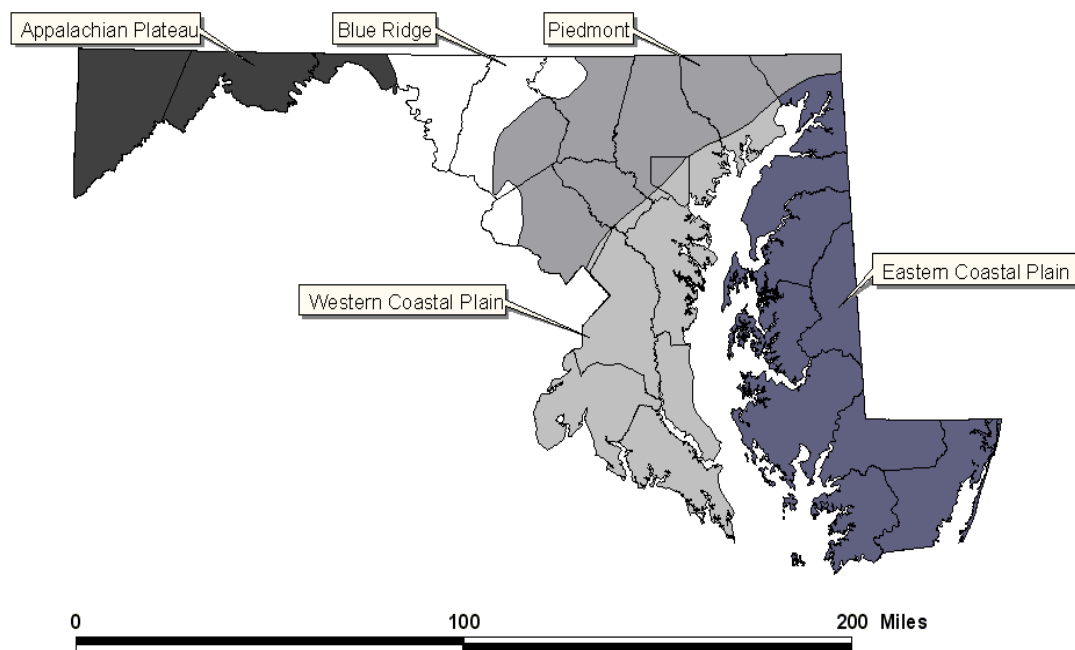 Appalachian Plateau
Blue Ridge
Piedmont
Eastern Coastal Plain
Western Coastal Plain
0 100 200 Miles